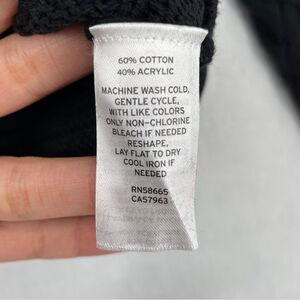 60% COTTON
40% ACRYLIC
MACHINE WASH COLD,
GENTLE CYCLE,
WITH LIKE COLORS
ONLY NON-CHLORINE
BLEACH IF NEEDED
RESHAPE,
LAY FLAT TO DRY
COOL IRON IF
NEEDED
RN58665
CA57963